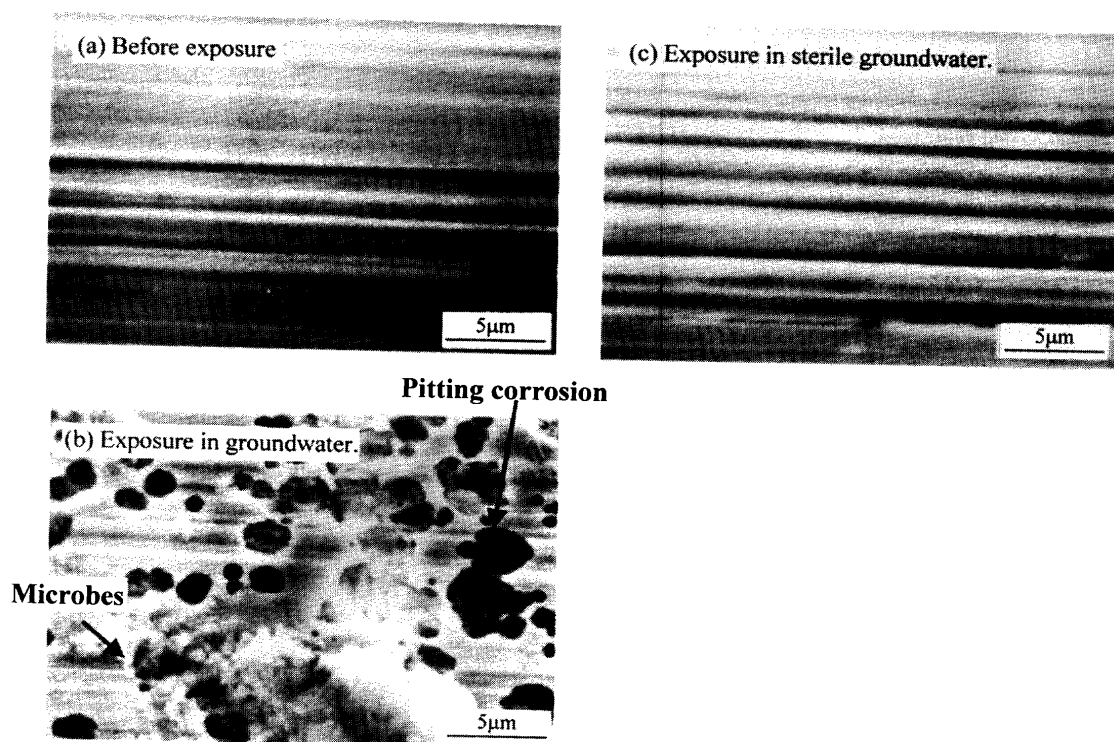 (a) Before exposure
(c) Exposure in sterile groundwater.
5μm
5μm
Pitting corrosion
(b) Exposure in groundwater.
Microbes
5μm